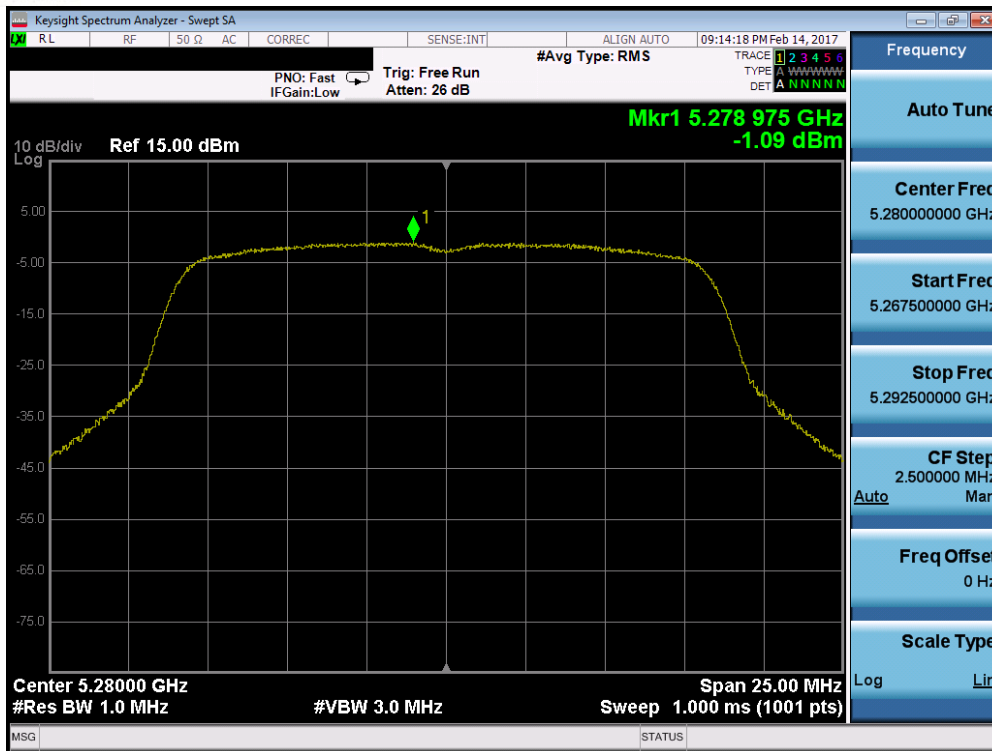 Keysight Spectrum Analyzer - Swept SA
LXI RL RF 50 Ω AC CORREC SENSE:INT ALIGN AUTO 09:14:18 PM Feb 14, 2017
#Avg Type: RMS TRACE 1 2 3 4 5 6
PNO: Fast Trig: Free Run TYPE A WWWWW
IFGain:Low Atten: 26 dB DET A N N N N N
Mkr1 5.278 975 GHz
-1.09 dBm
10 dB/div Ref 15.00 dBm
Log
1
5.00
-5.00
-15.0
-25.0
-35.0
-45.0
-55.0
-65.0
-75.0
Center 5.28000 GHz Span 25.00 MHz
#Res BW 1.0 MHz #VBW 3.0 MHz Sweep 1.000 ms (1001 pts)
MSG STATUS
Frequency
Auto Tune
Center Freq
5.280000000 GHz
Start Freq
5.267500000 GHz
Stop Freq
5.292500000 GHz
CF Step
2.500000 MHz
Auto Man
Freq Offset
0 Hz
Scale Type
Log Lin